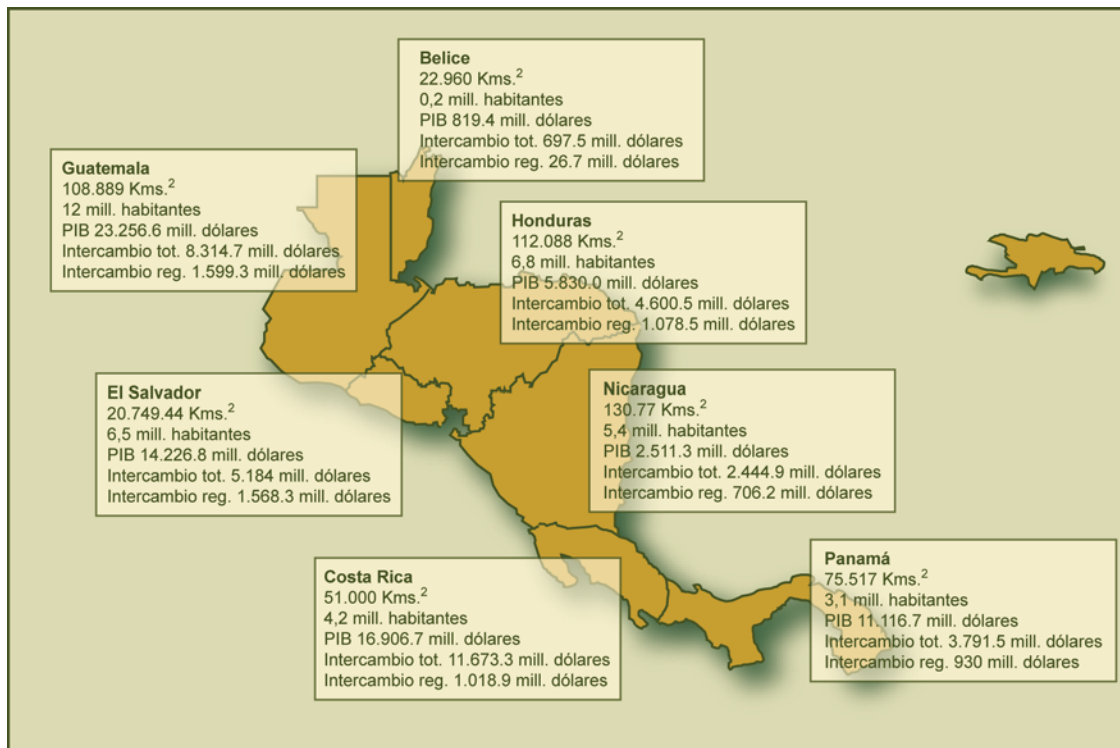 Belice
22.960 Kms.²
0,2 mill. habitantes
PIB 819.4 mill. dólares
Intercambio tot. 697.5 mill. dólares
Intercambio reg. 26.7 mill. dólares
Guatemala
108.889 Kms.²
12 mill. habitantes
PIB 23.256.6 mill. dólares
Intercambio tot. 8.314.7 mill. dólares
Intercambio reg. 1.599.3 mill. dólares
Honduras
112.088 Kms.²
6,8 mill. habitantes
PIB 5.830.0 mill. dólares
Intercambio tot. 4.600.5 mill. dólares
Intercambio reg. 1.078.5 mill. dólares
El Salvador
20.749.44 Kms.²
6,5 mill. habitantes
PIB 14.226.8 mill. dólares
Intercambio tot. 5.184 mill. dólares
Intercambio reg. 1.568.3 mill. dólares
Nicaragua
130.77 Kms.²
5,4 mill. habitantes
PIB 2.511.3 mill. dólares
Intercambio tot. 2.444.9 mill. dólares
Intercambio reg. 706.2 mill. dólares
Costa Rica
51.000 Kms.²
4,2 mill. habitantes
PIB 16.906.7 mill. dólares
Intercambio tot. 11.673.3 mill. dólares
Intercambio reg. 1.018.9 mill. dólares
Panamá
75.517 Kms.²
3,1 mill. habitantes
PIB 11.116.7 mill. dólares
Intercambio tot. 3.791.5 mill. dólares
Intercambio reg. 930 mill. dólares